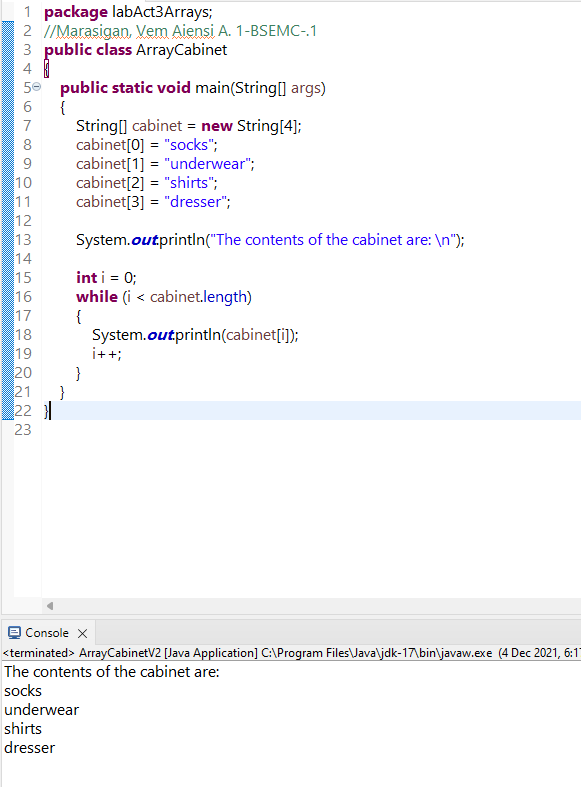 1 package labAct3Arrays;
2 //Marasigan, Vem Aiensi A. 1-BSEMC-.1
3 public class ArrayCabinet
4 {
5 public static void main(String[] args)
6 {
7 String[] cabinet = new String[4];
8 cabinet[0] = "socks";
9 cabinet[1] = "underwear";
10 cabinet[2] = "shirts";
11 cabinet[3] = "dresser";
12
13 System.out.println("The contents of the cabinet are: \n");
14
15 int i = 0;
16 while (i < cabinet.length)
17 {
18 System.out.println(cabinet[i]);
19 i++;
20 }
21 }
22 }
23
Console
<terminated> ArrayCabinetV2 [Java Application] C:\Program Files\Java\jdk-17\bin\javaw.exe (4 Dec 2021, 6:17
The contents of the cabinet are:
socks
underwear
shirts
dresser